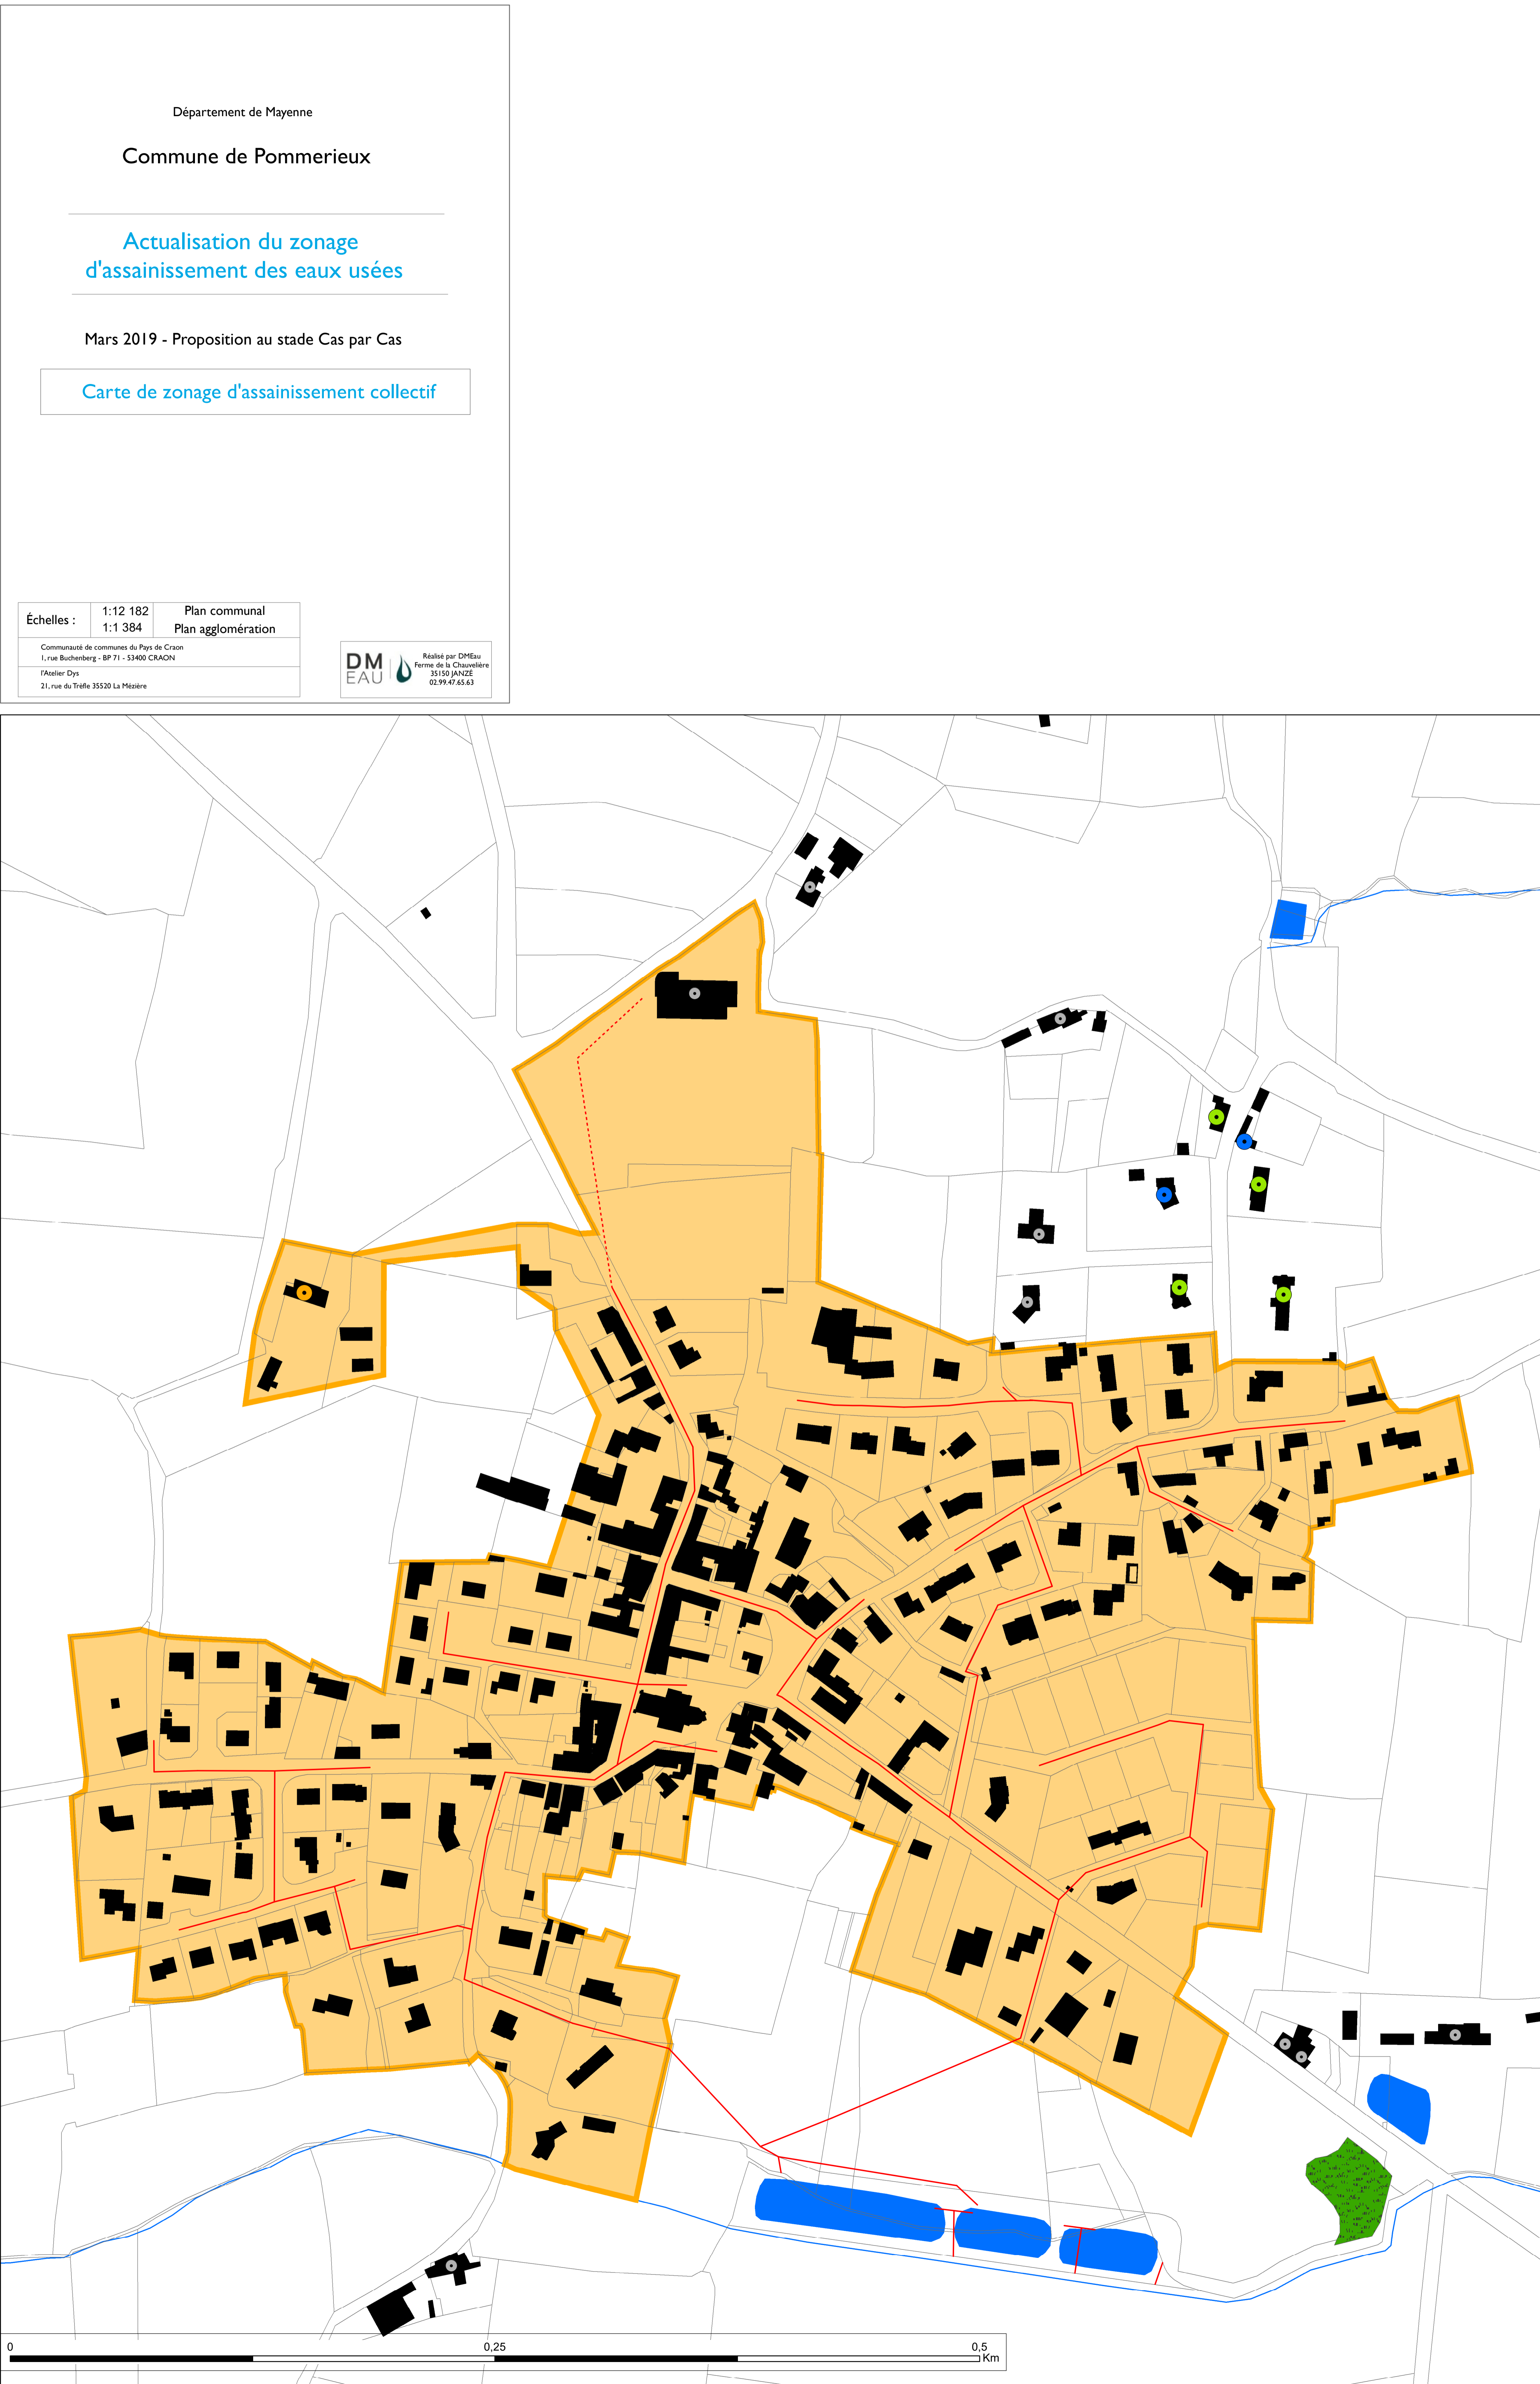 Département de Mayenne
Commune de Pommerieux
Actualisation du zonage
d'assainissement des eaux usées
Mars 2019 - Proposition au stade Cas par Cas
Carte de zonage d'assainissement collectif
Échelles :
1:12 182 Plan communal
1:1 384 Plan agglomération
Communauté de communes du Pays de Craon
1, rue Buchenberg - BP 71 - 53400 CRAON
l'Atelier Dys
21, rue du Trèfle 35520 La Mézière
DM
EAU
Réalisé par DMEau
Ferme de la Chauvelière
35150 JANZÉ
02.99.47.65.63
0 0,25 0,5
Km